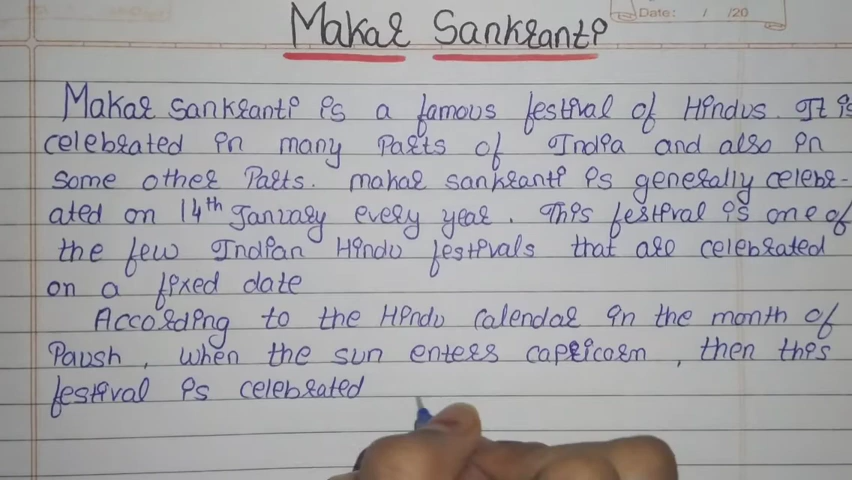 Date: / /20
Makar Sankranti
Makar Sankranti is a famous festival of Hindus. It is
celebrated in many Parts of India and also in
some other Parts. Makar sankranti is generally celebr-
ated on 14th January every year. This festival is one of
the few Indian Hindu festivals that are celebrated
on a fixed date
According to the Hindu calendar in the month of
Paush, when the sun enters capricorn, then this
festival is celebrated